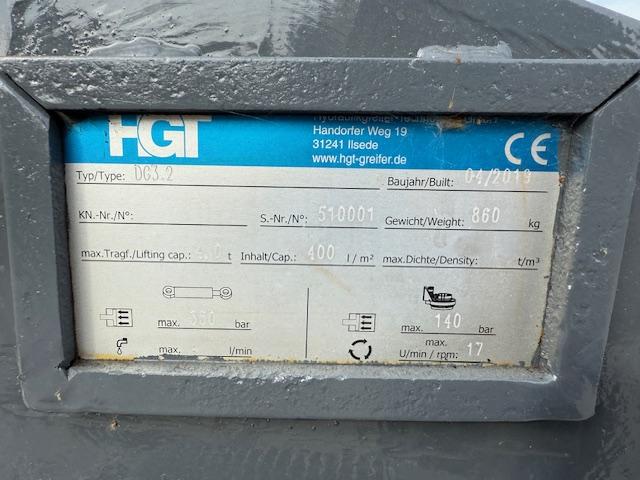 HGT
Handorfer Weg 19
31241 Ilsede
www.hgt-greifer.de
CE
Typ/Type: DG3.2
Baujahr/Built: 04/2019
KN.-Nr./N°:
S.-Nr./N°: 510001
Gewicht/Weight: 860 kg
max.Tragf./Lifting cap.: t
Inhalt/Cap.: 400 l / m²
max.Dichte/Density: t/m³
max. bar
max. 140 bar
max. l/min
max.
U/min / rpm: 17